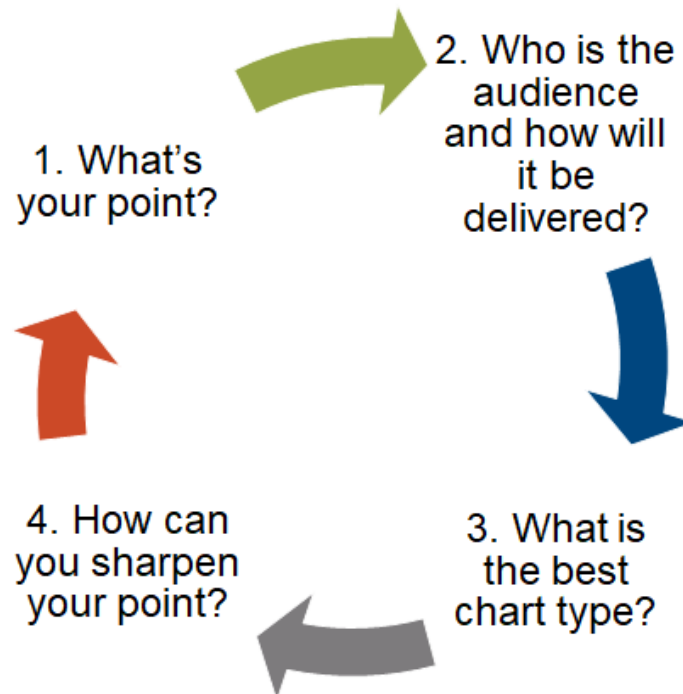 1. What's
your point?
2. Who is the
audience
and how will
it be
delivered?
3. What is
the best
chart type?
4. How can
you sharpen
your point?